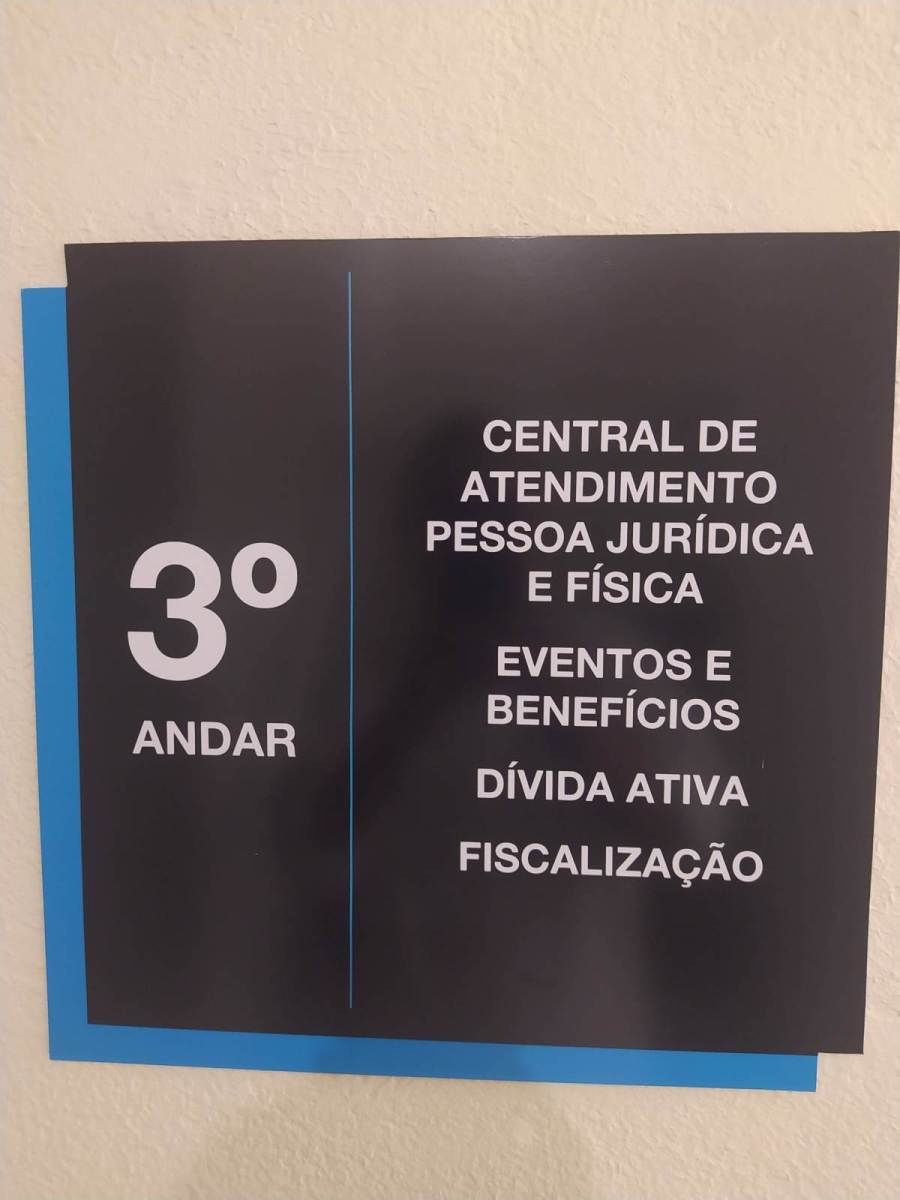 3º
ANDAR
CENTRAL DE
ATENDIMENTO
PESSOA JURÍDICA
E FÍSICA
EVENTOS E
BENEFÍCIOS
DÍVIDA ATIVA
FISCALIZAÇÃO